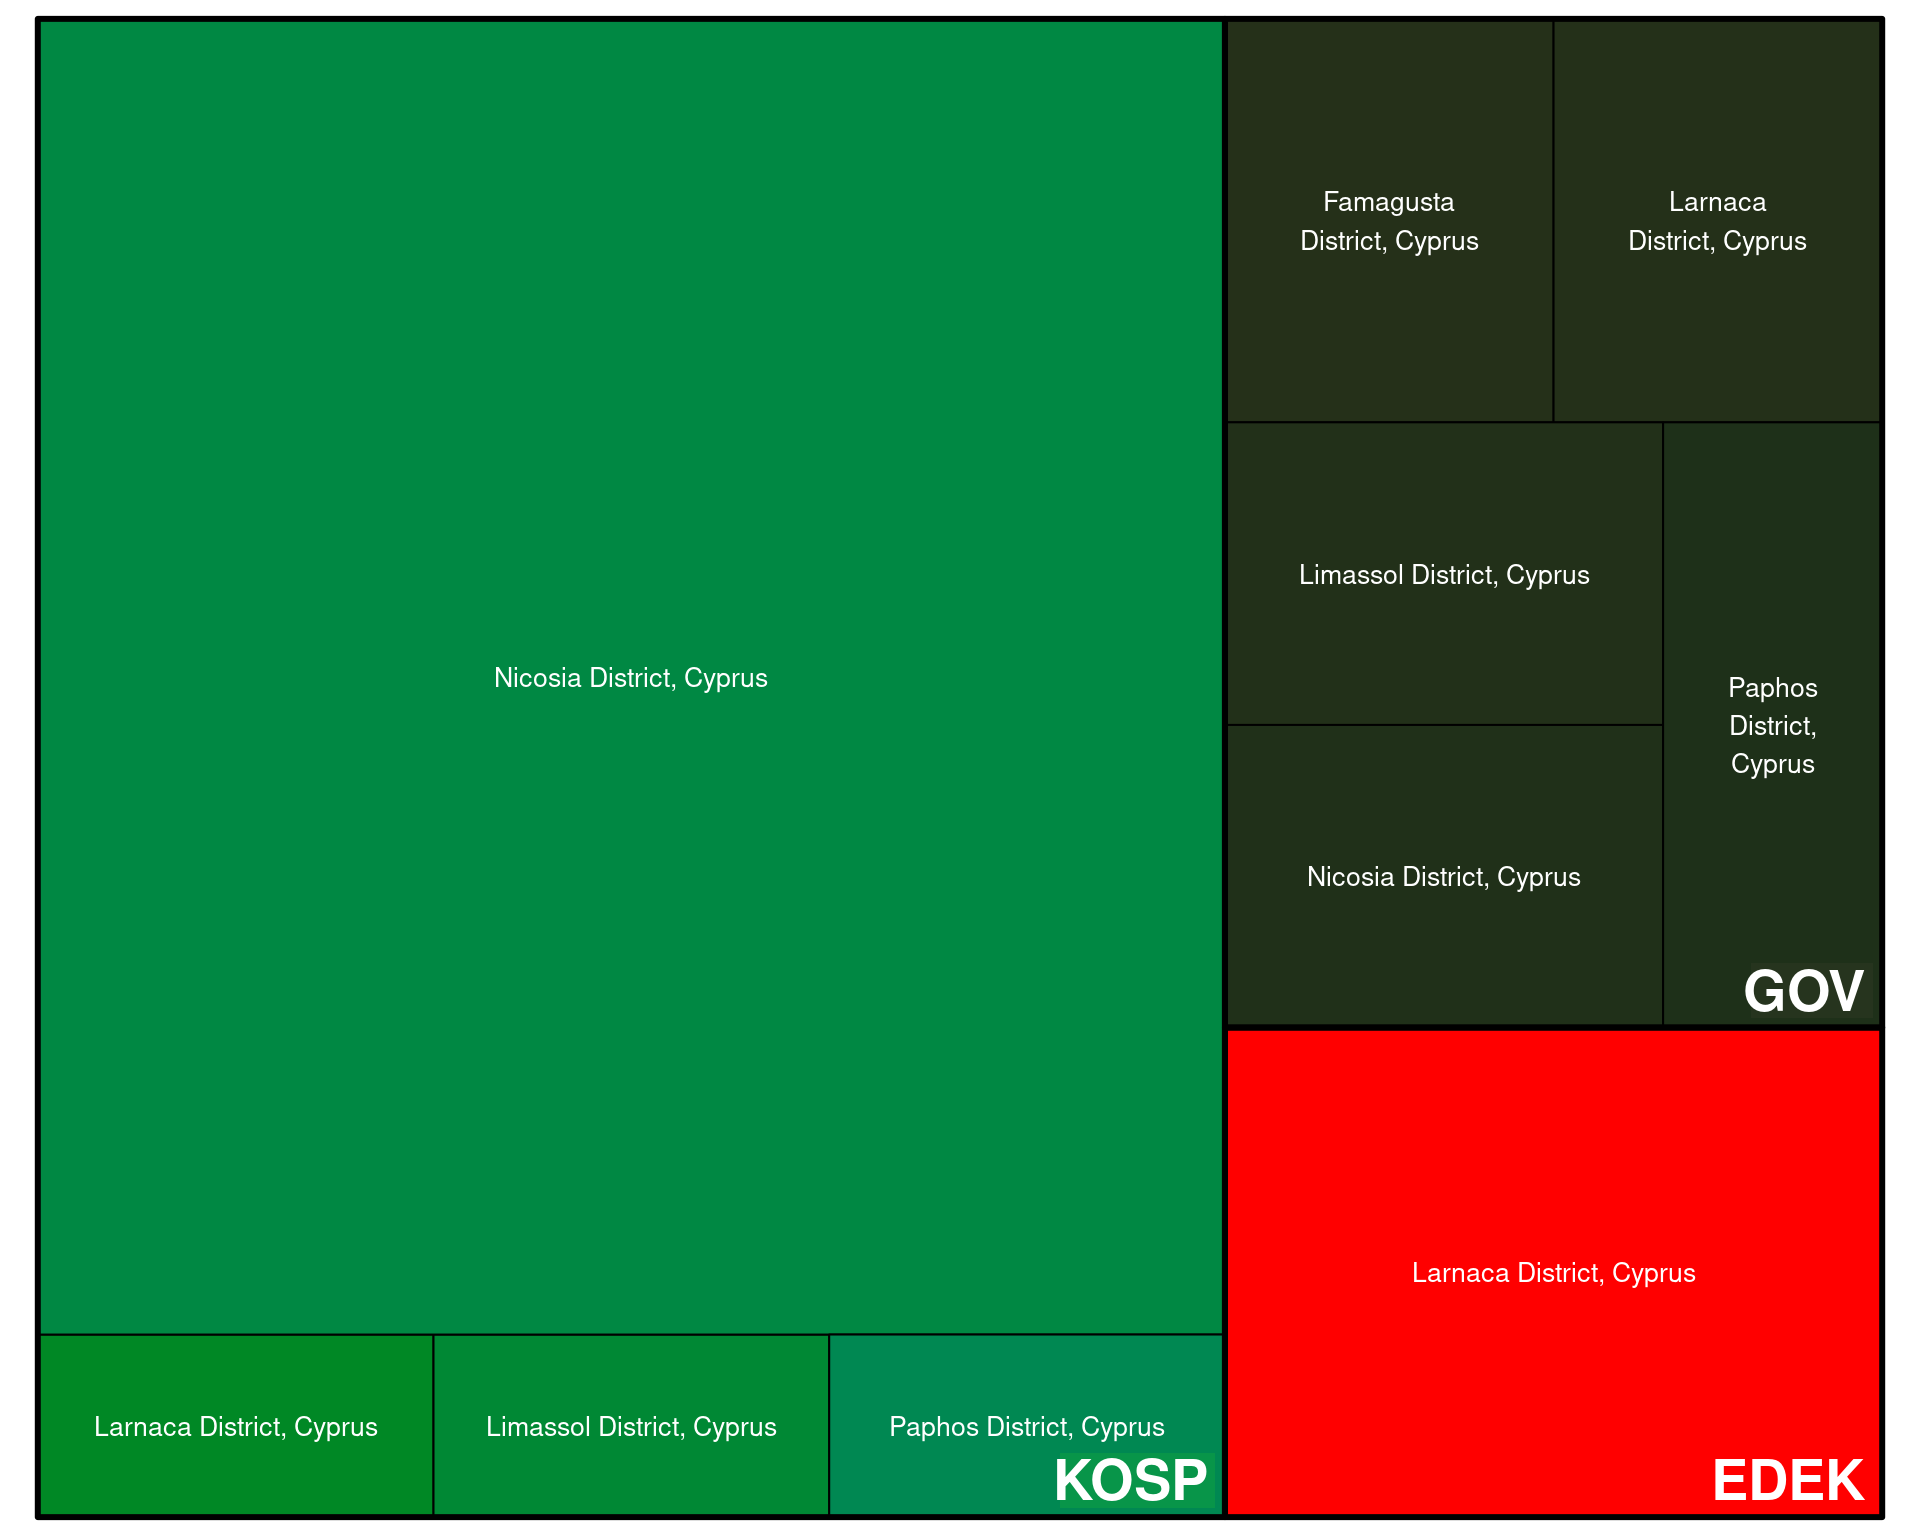 Nicosia District, Cyprus
Larnaca District, Cyprus
Limassol District, Cyprus
Paphos District, Cyprus
KOSP
Famagusta
District, Cyprus
Larnaca
District, Cyprus
Limassol District, Cyprus
Nicosia District, Cyprus
Paphos
District,
Cyprus
GOV
Larnaca District, Cyprus
EDEK